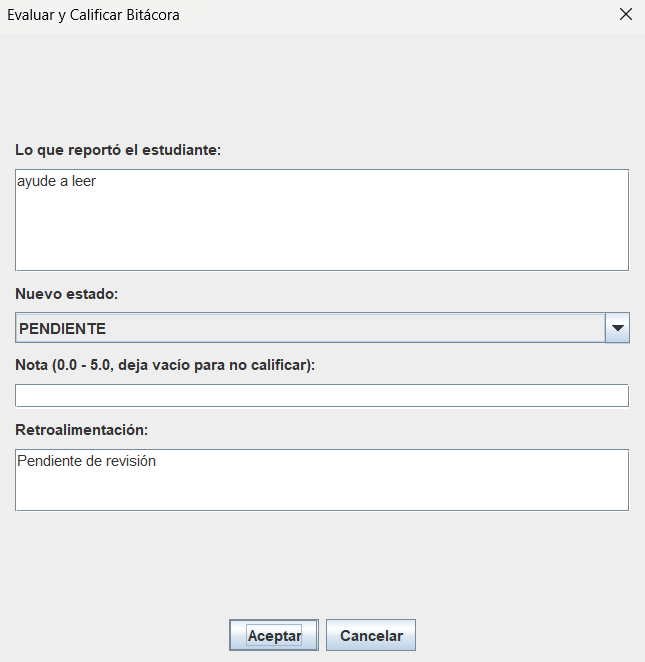 Evaluar y Calificar Bitácora
Lo que reportó el estudiante:
ayude a leer
Nuevo estado:
PENDIENTE
Nota (0.0 - 5.0, deja vacío para no calificar):
Retroalimentación:
Pendiente de revisión
Aceptar
Cancelar